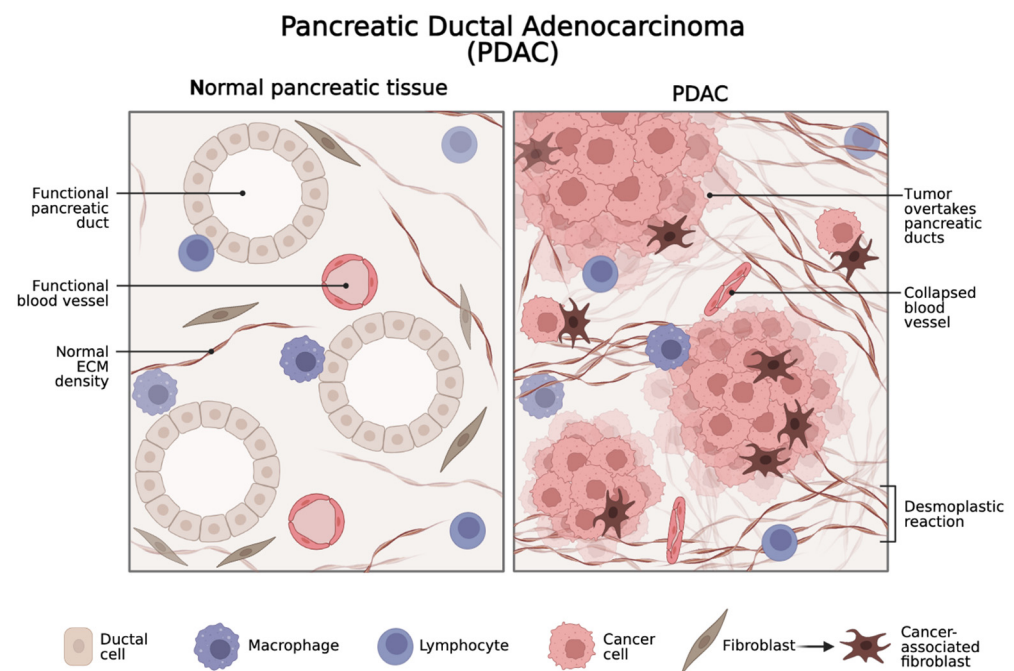 Pancreatic Ductal Adenocarcinoma
(PDAC)
Normal pancreatic tissue
PDAC
Functional
pancreatic
duct
Functional
blood vessel
Normal
ECM
density
Tumor
overtakes
pancreatic
ducts
Collapsed
blood
vessel
Desmoplastic
reaction
Ductal
cell
Macrophage
Lymphocyte
Cancer
cell
Fibroblast
Cancer-
associated
fibroblast